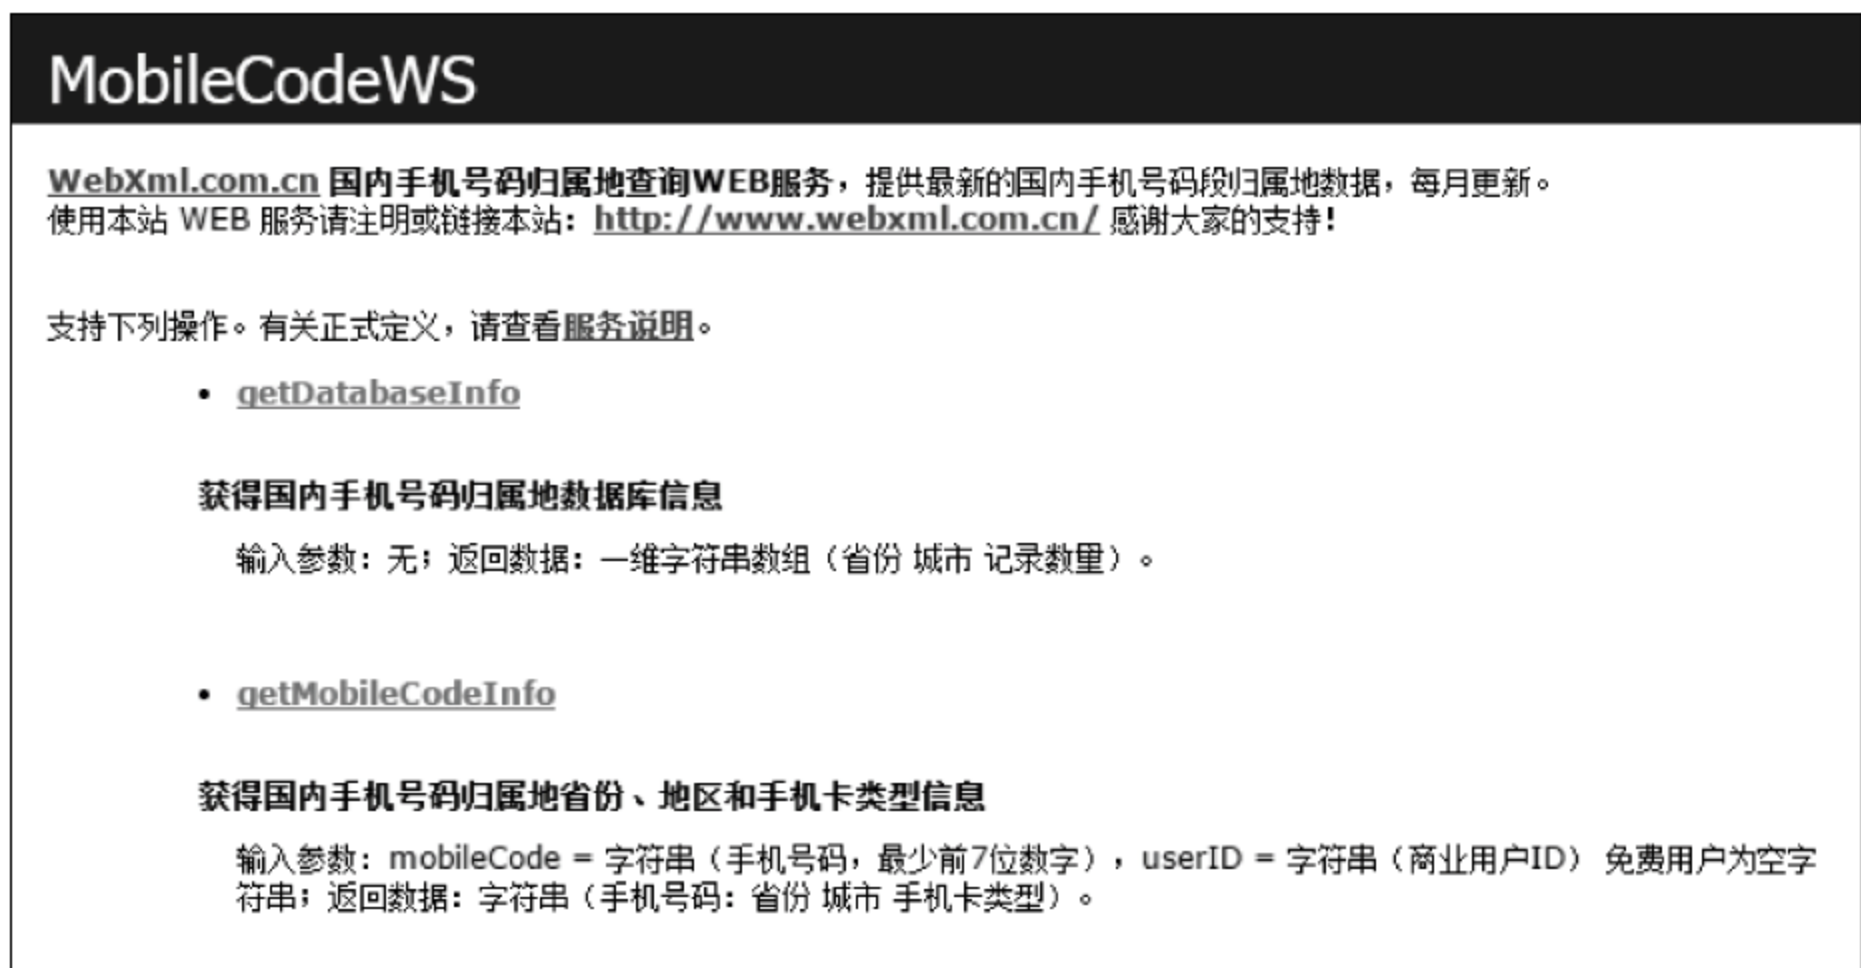 MobileCodeWS
WebXml.com.cn 国内手机号码归属地查询WEB服务，提供最新的国内手机号码段归属地数据，每月更新。
使用本站 WEB 服务请注明或链接本站：http://www.webxml.com.cn/ 感谢大家的支持！
支持下列操作。有关正式定义，请查看服务说明。
• getDatabaseInfo
获得国内手机号码归属地数据库信息
输入参数：无；返回数据：一维字符串数组（省份 城市 记录数量）。
• getMobileCodeInfo
获得国内手机号码归属地省份、地区和手机卡类型信息
输入参数：mobileCode = 字符串（手机号码，最少前7位数字），userID = 字符串（商业用户ID） 免费用户为空字
符串；返回数据：字符串（手机号码：省份 城市 手机卡类型）。